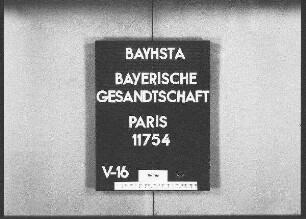 BAYHSTA
BAYERISCHE
GESANDTSCHAFT
PARIS
11754
V-16